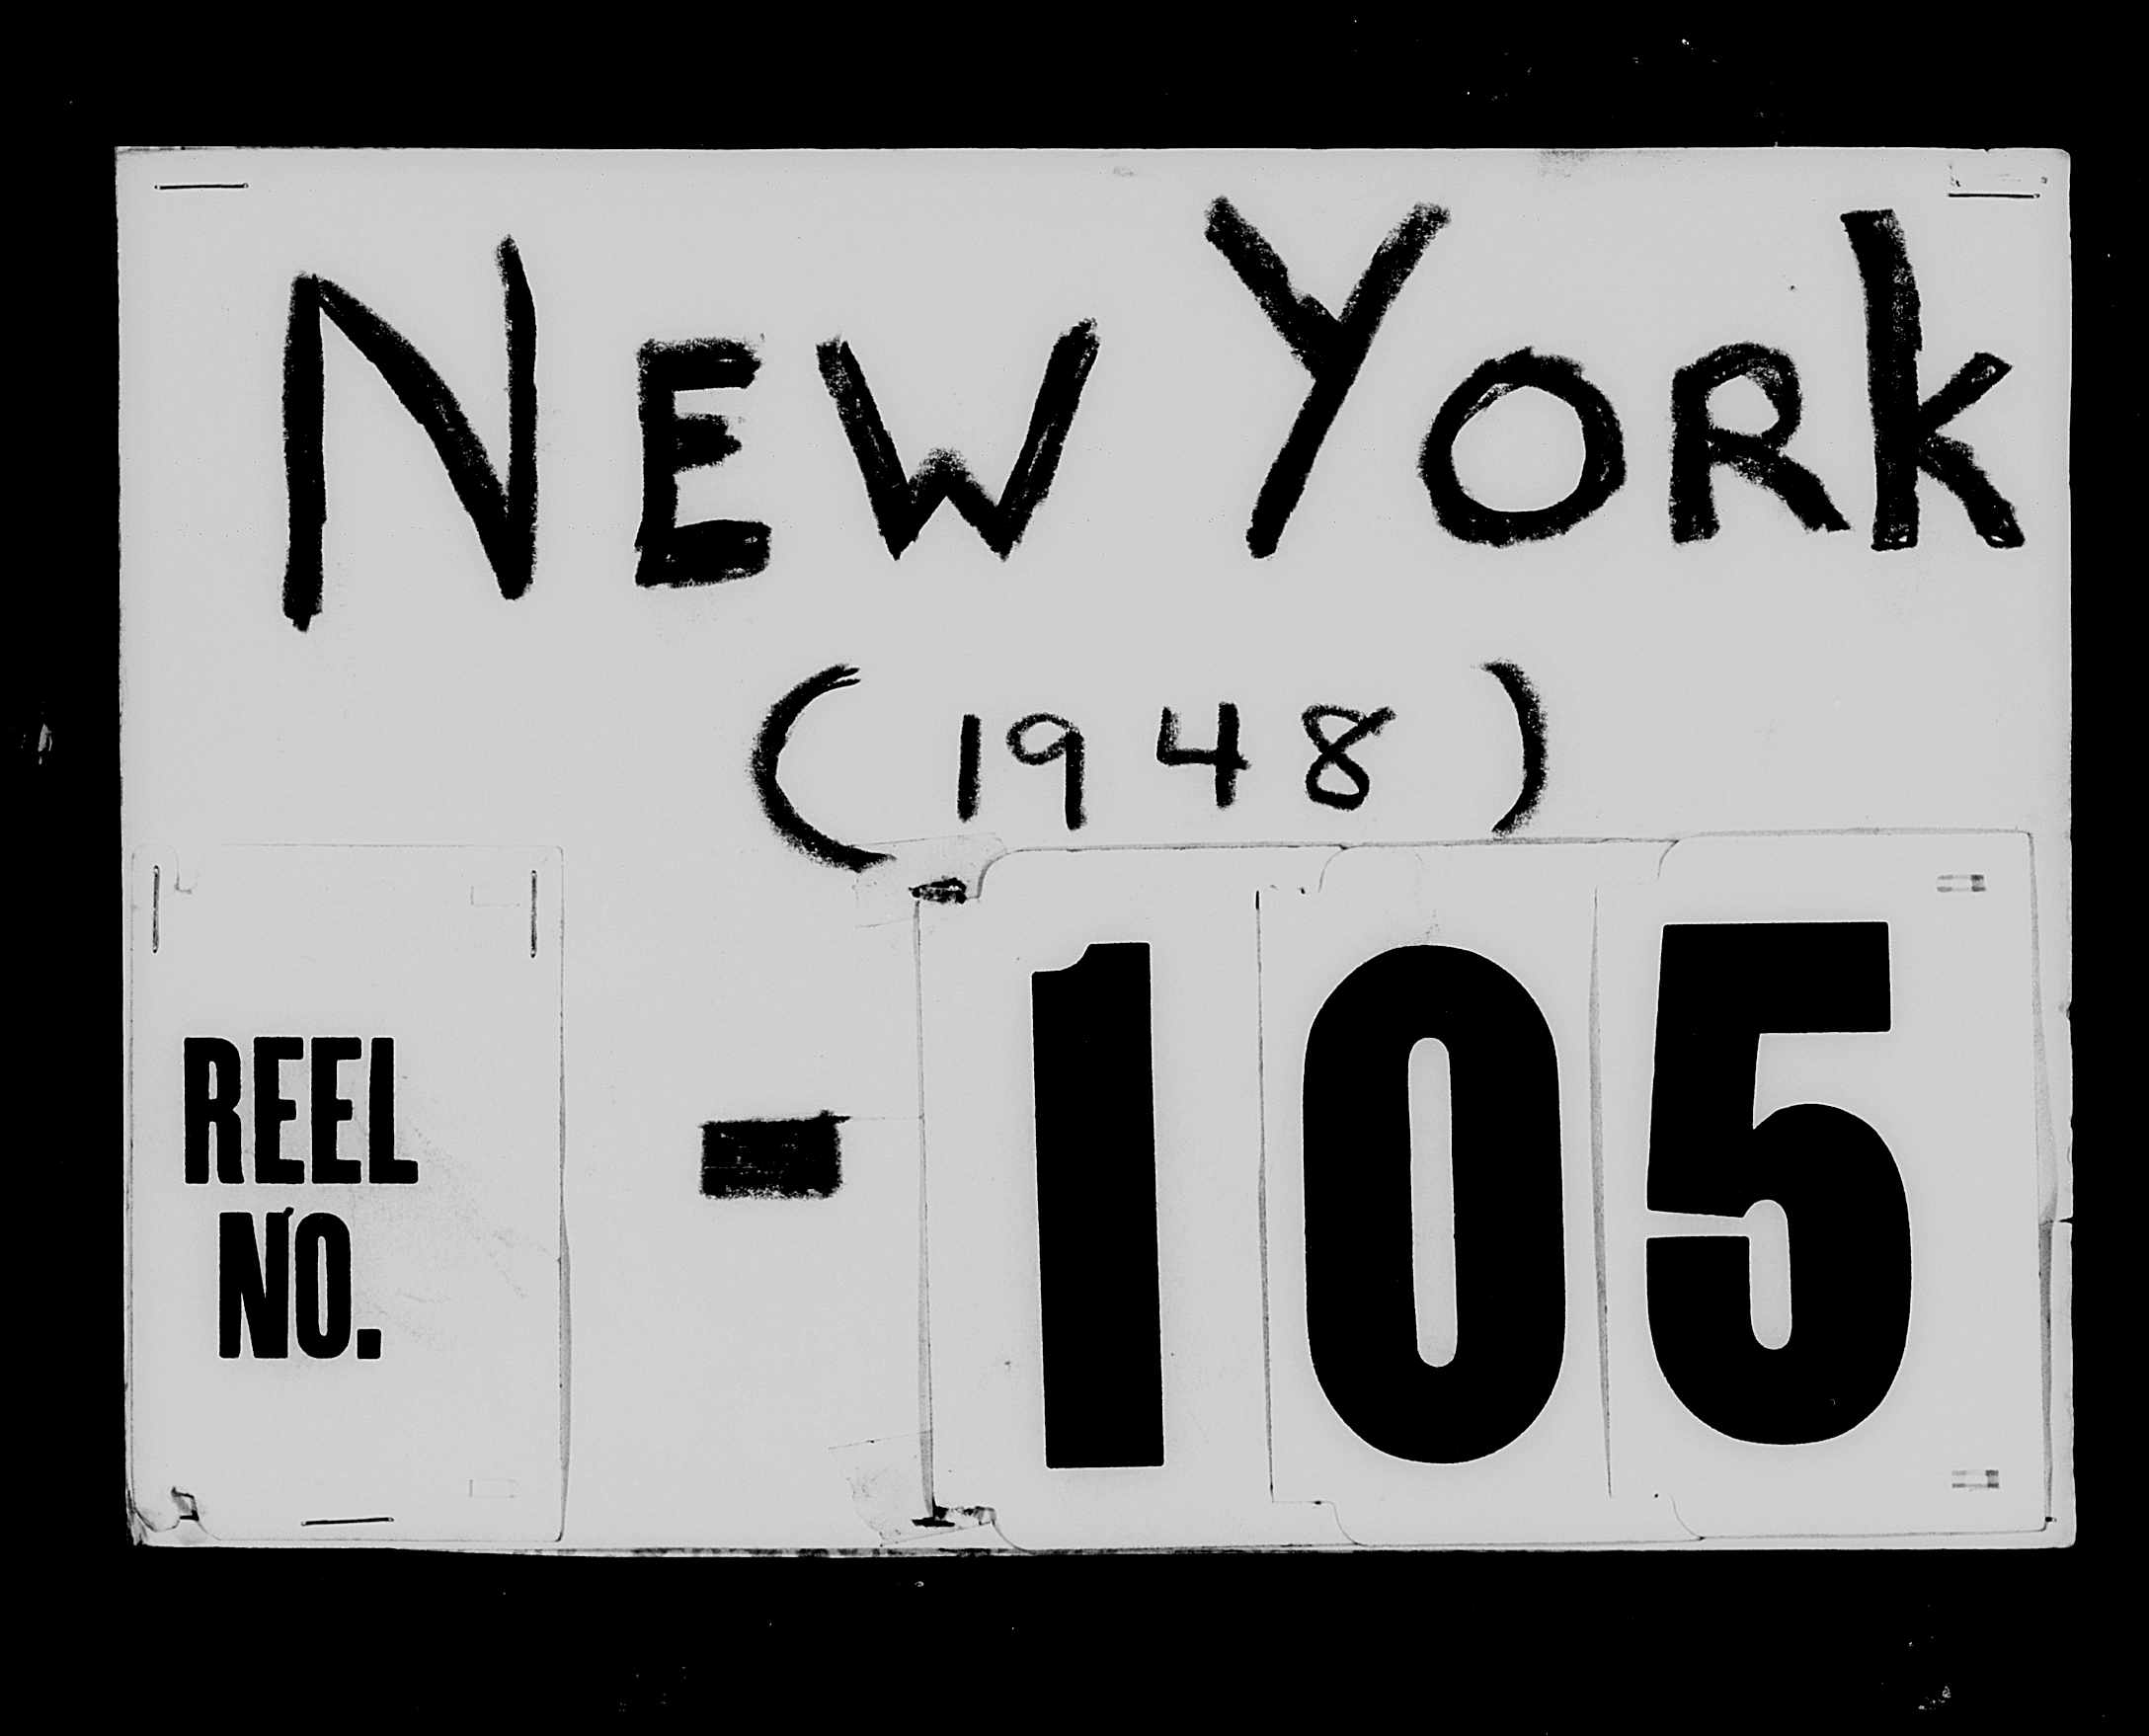 NEW YORk
(1948)
REEL
NO. - 105